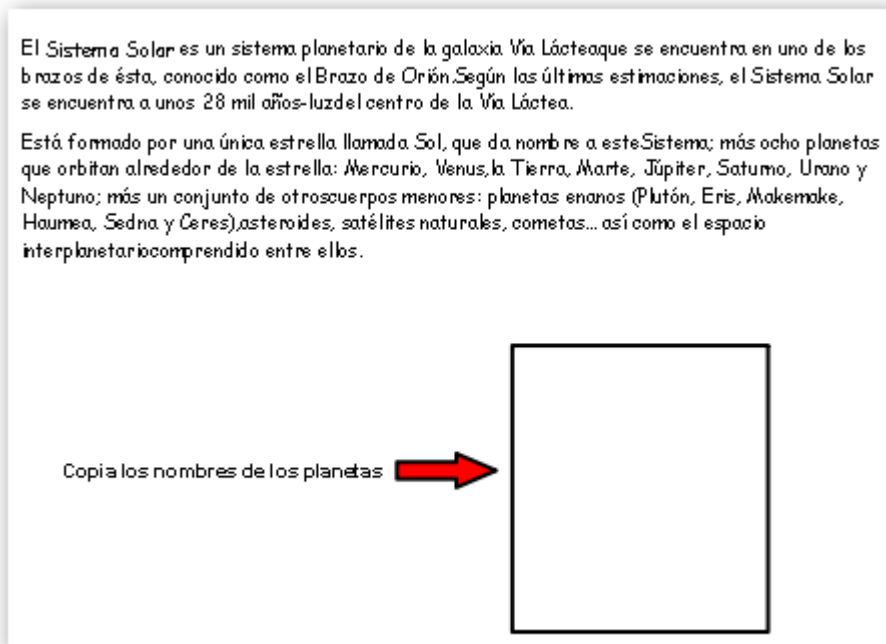 El Sistema Solar es un sistema planetario de la galaxia Vía Lácteaque se encuentra en uno de los
brazos de ésta, conocido como el Brazo de Orión.Según las últimas estimaciones, el Sistema Solar
se encuentra a unos 28 mil años-luzdel centro de la Vía Láctea.
Está formado por una única estrella llamada Sol, que da nombre a esteSistema; más ocho planetas
que orbitan alrededor de la estrella: Mercurio, Venus,la Tierra, Marte, Júpiter, Saturno, Urano y
Neptuno; más un conjunto de otroscuerpos menores: planetas enanos (Plutón, Eris, Makemake,
Haumea, Sedna y Ceres),asteroides, satélites naturales, cometas... así como el espacio
interplanetariocomprendido entre ellos.
Copia los nombres de los planetas